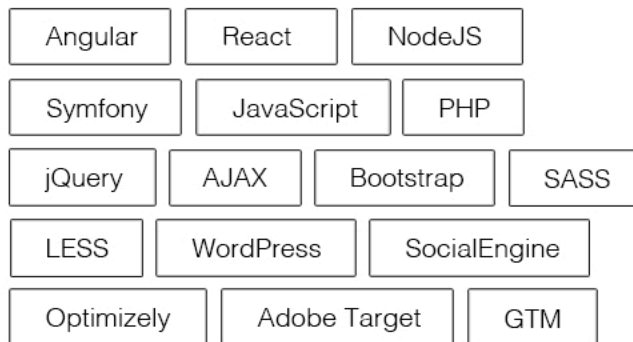 Angular React NodeJS
Symfony JavaScript PHP
jQuery AJAX Bootstrap SASS
LESS WordPress SocialEngine
Optimizely Adobe Target GTM